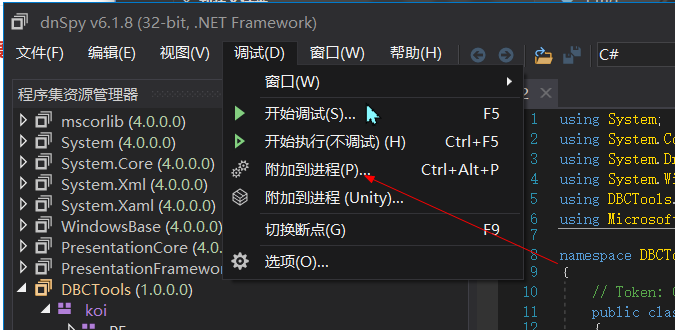 dnSpy v6.1.8 (32-bit, .NET Framework)
文件(F) 编辑(E) 视图(V) 调试(D) 窗口(W) 帮助(H) C#
程序集资源管理器
mscorlib (4.0.0.0)
System (4.0.0.0)
System.Core (4.0.0.0)
System.Xml (4.0.0.0)
System.Xaml (4.0.0.0)
WindowsBase (4.0.0.0)
PresentationCore (4.0.0.0)
PresentationFramework
DBCTools (1.0.0.0)
koi
窗口(W)
开始调试(S)... F5
开始执行(不调试) (H) Ctrl+F5
附加到进程(P)... Ctrl+Alt+P
附加到进程 (Unity)...
切换断点(G) F9
选项(O)...
1 using System;
2 using System.Co
3 using System.Dr
4 using System.Wi
5 using DBCTools.
6 using Microsoft
7
8 namespace DBCTo
9 {
10 // Token: 0
11 public clas
12 {